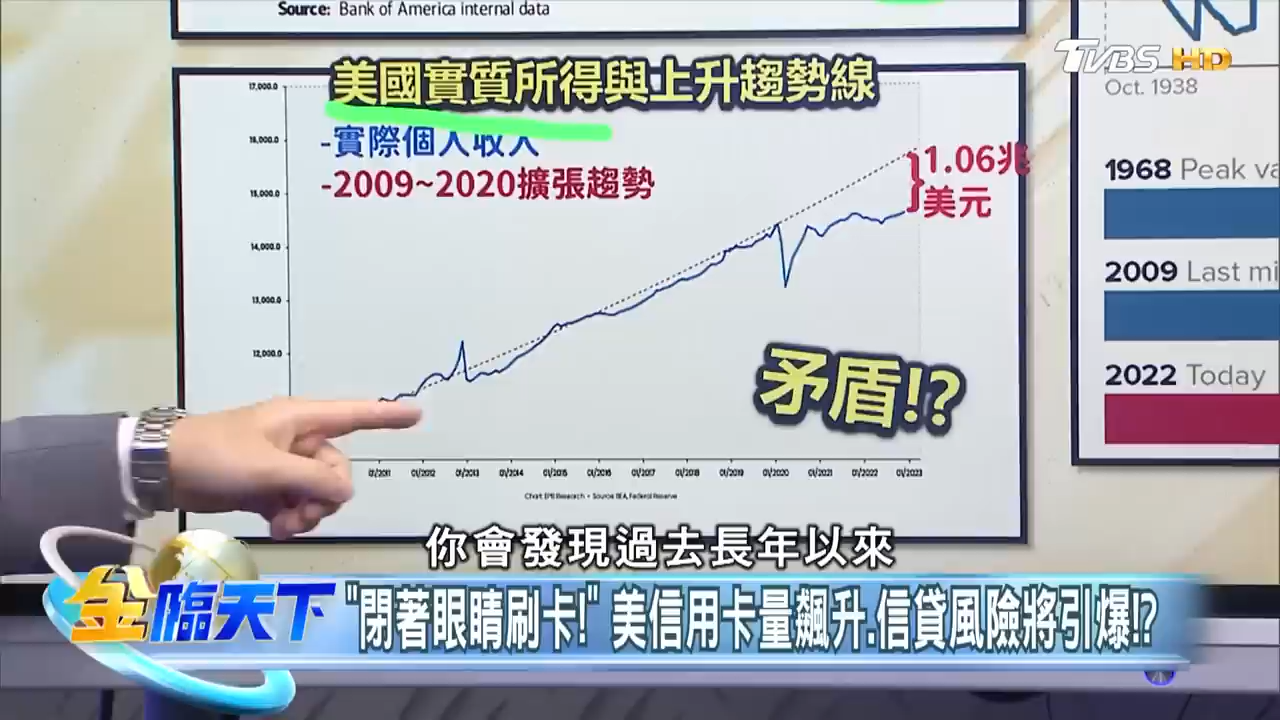 Source: Bank of America internal data
TVBS HD
美國實質所得與上升趨勢線
-實際個人收入
-2009~2020擴張趨勢
1.06兆
美元
17,000.0
16,000.0
15,000.0
14,000.0
13,000.0
12,000.0
矛盾!?
01/2011 01/2012 01/2013 01/2014 01/2015 01/2016 01/2017 01/2018 01/2019 01/2020 01/2021 01/2022 01/2023
Chart: EPB Research • Source: BEA, Federal Reserve
Oct. 1938
1968 Peak va
2009 Last mi
2022 Today
你會發現過去長年以來
金臨天下
"閉著眼睛刷卡!" 美信用卡量飆升.信貸風險將引爆!?